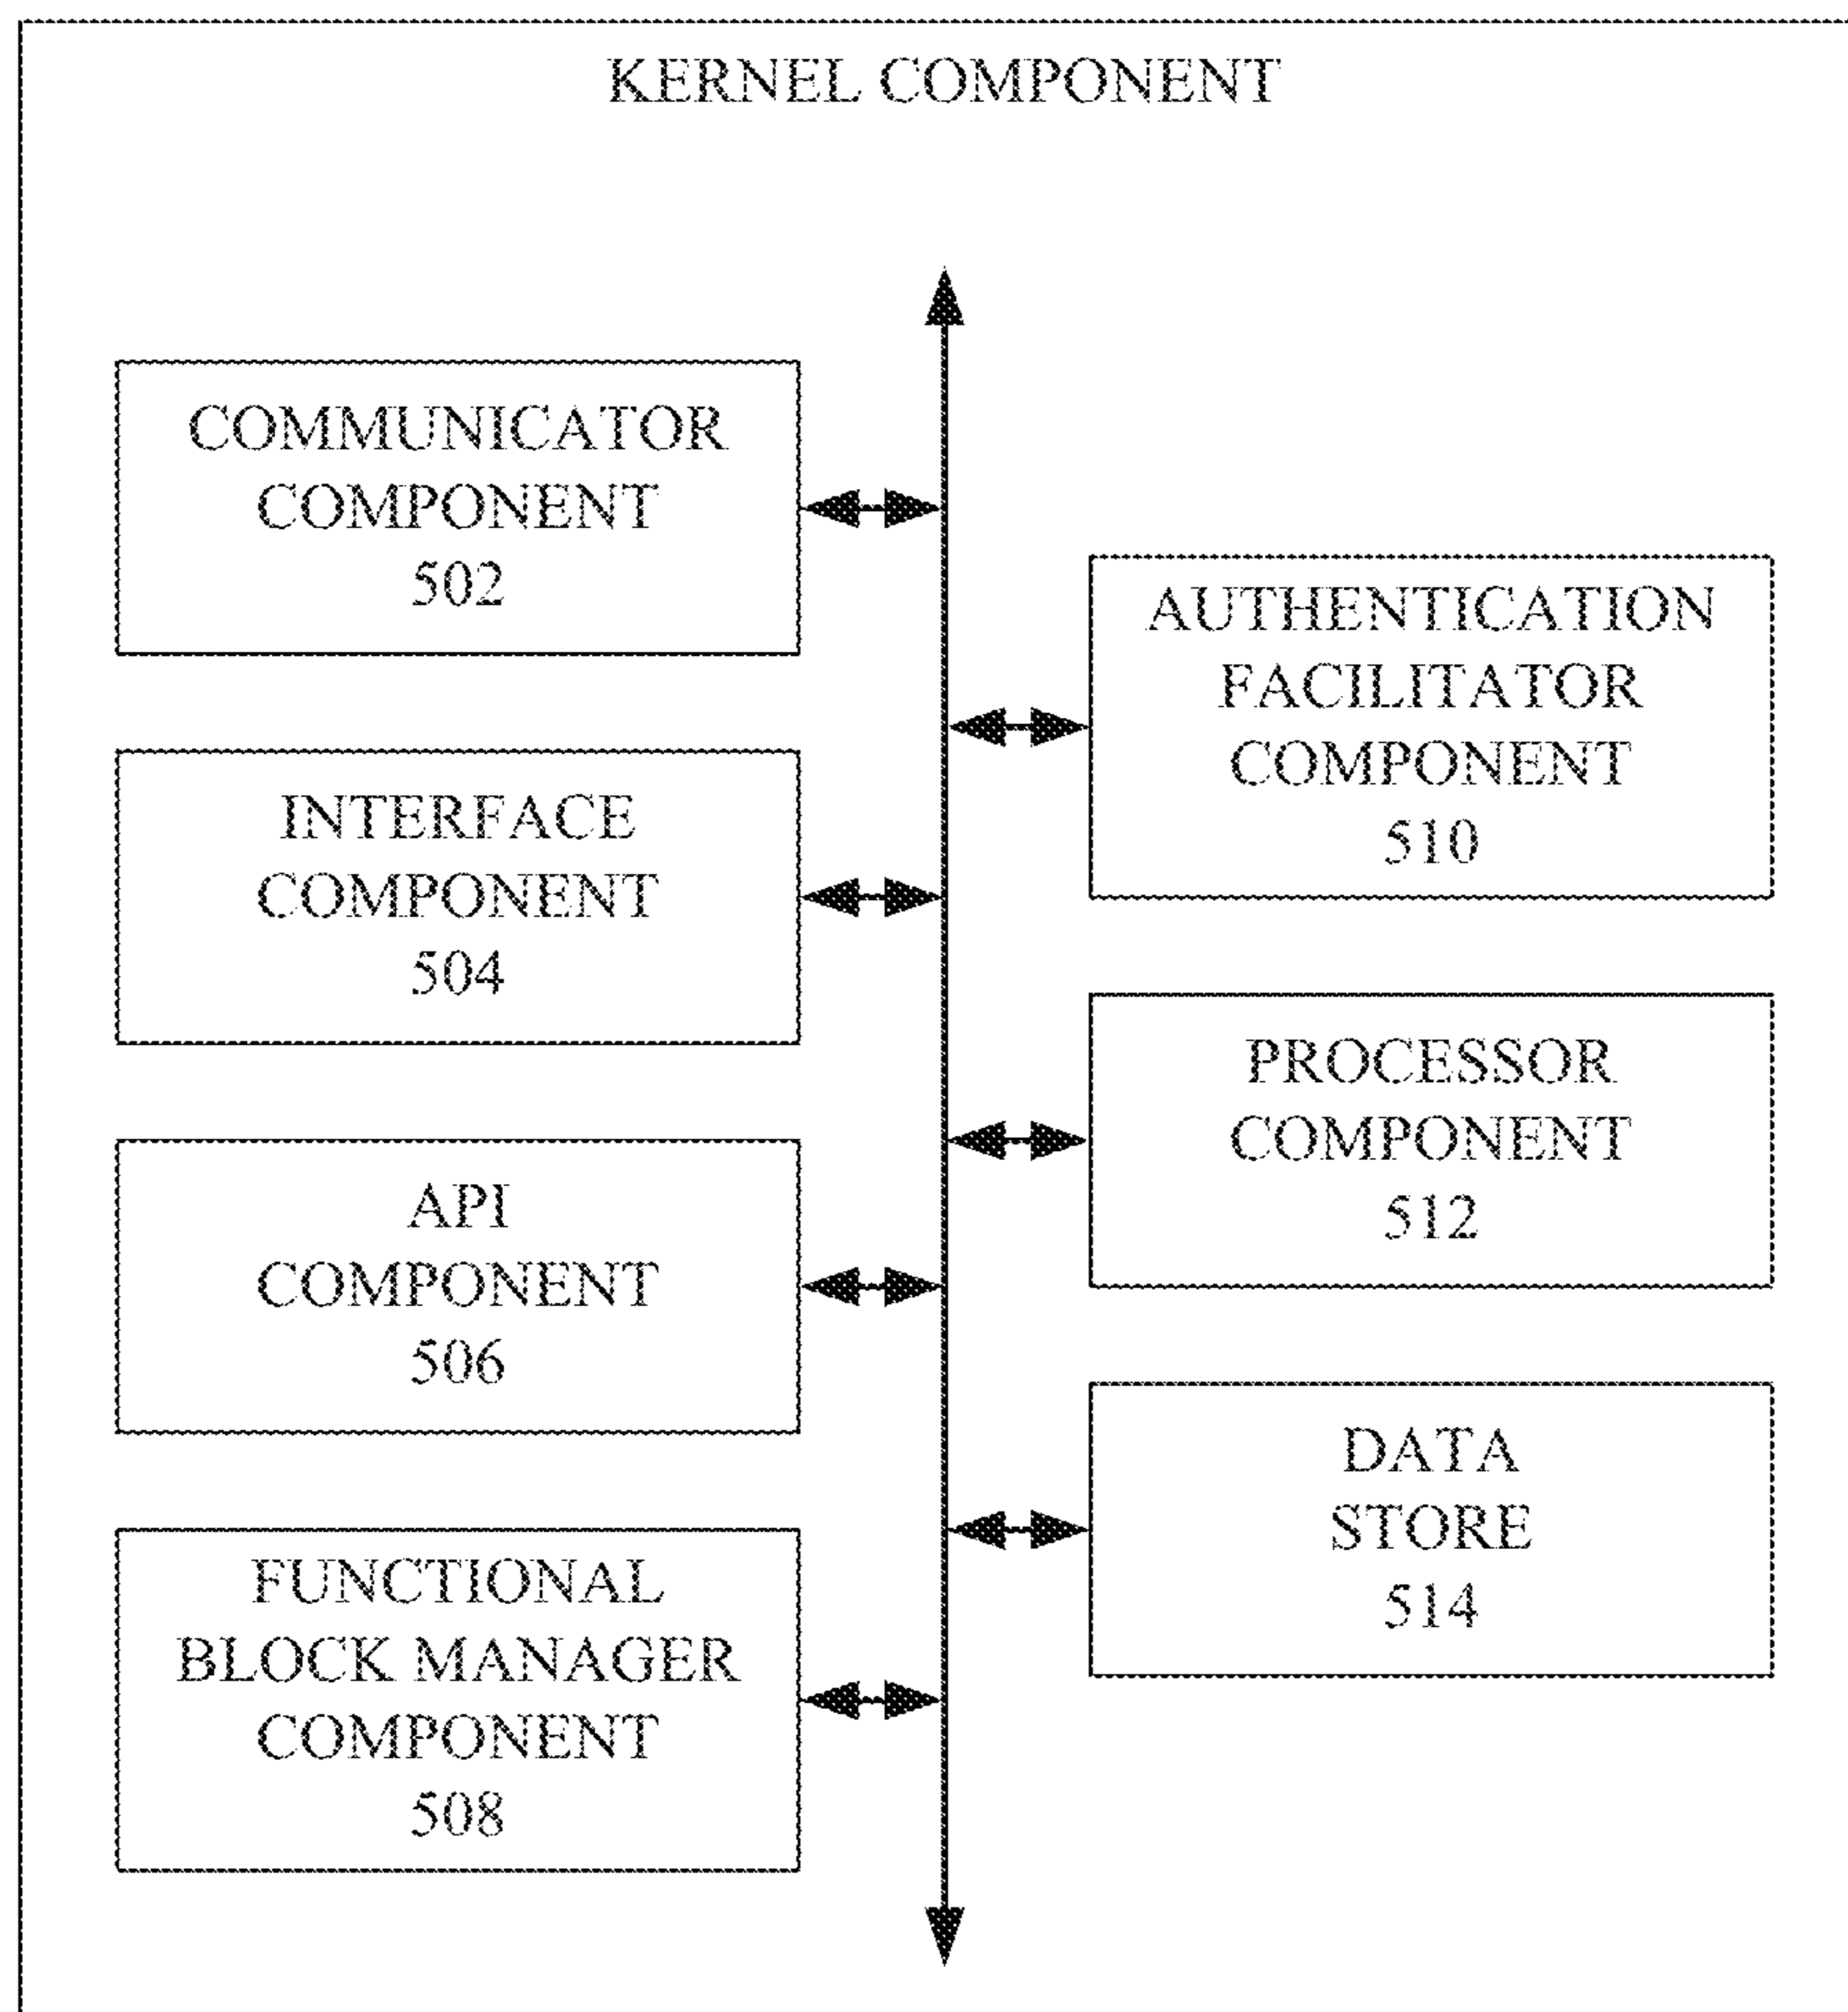 KERNEL COMPONENT
COMMUNICATOR
COMPONENT
502
INTERFACE
COMPONENT
504
API
COMPONENT
506
FUNCTIONAL
BLOCK MANAGER
COMPONENT
508
AUTHENTICATION
FACILITATOR
COMPONENT
510
PROCESSOR
COMPONENT
512
DATA
STORE
514